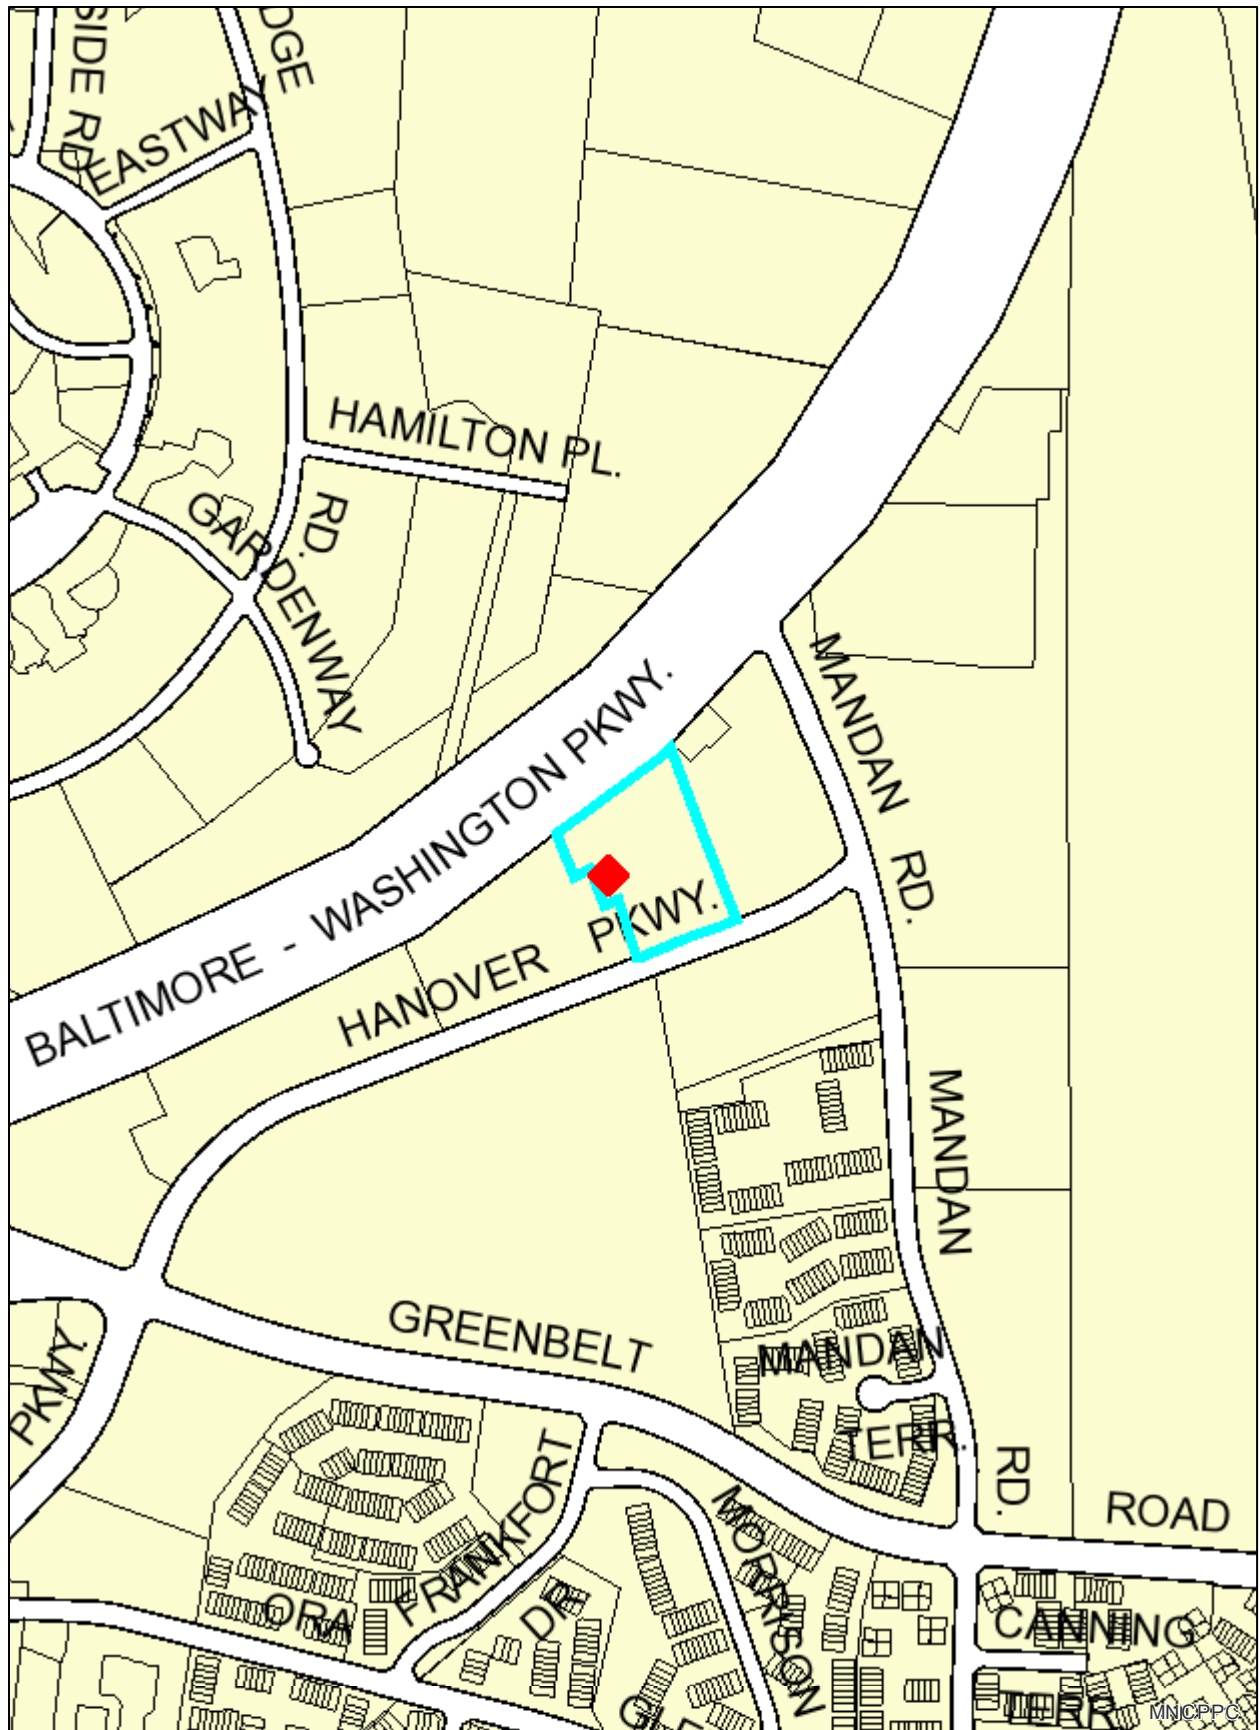 SIDE RD.
DGE
EASTWAY
HAMILTON PL.
RD.
GARDENWAY
MANDAN RD.
BALTIMORE - WASHINGTON PKWY.
HANOVER PKWY.
MANDAN
GREENBELT
MANDAN
TERR.
PKWY.
FRANKFORT
RD.
ROAD
MORRISON
ORA
DR.
CANNING
TERR.
MNCPPC